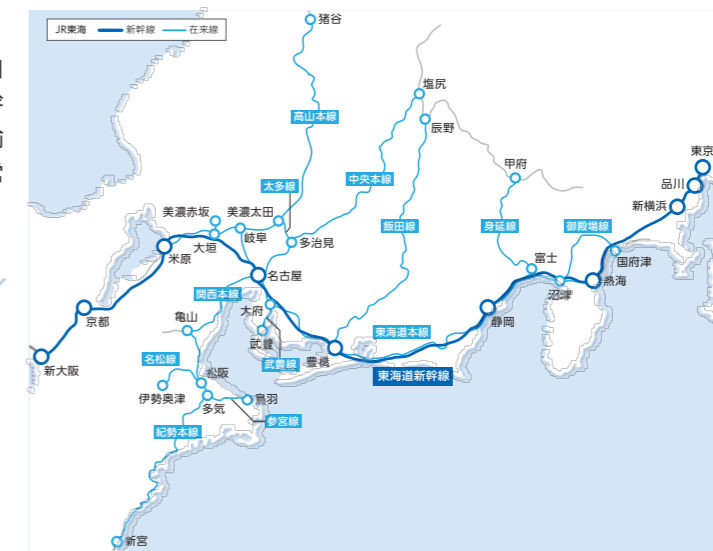 JR東海 新幹線 在来線
猪谷
塩尻
辰野
高山本線
中央本線
太多線
甲府
東京
品川
新横浜
美濃赤坂
美濃太田
大垣
岐阜
多治見
飯田線
身延線
御殿場線
米原
名古屋
富士
国府津
沼津
熱海
関西本線
大府
京都
亀山
武豊
静岡
東海道本線
新大阪
名松線
武豊線
豊橋
東海道新幹線
松阪
伊勢奥津
多気
鳥羽
参宮線
紀勢本線
新宮